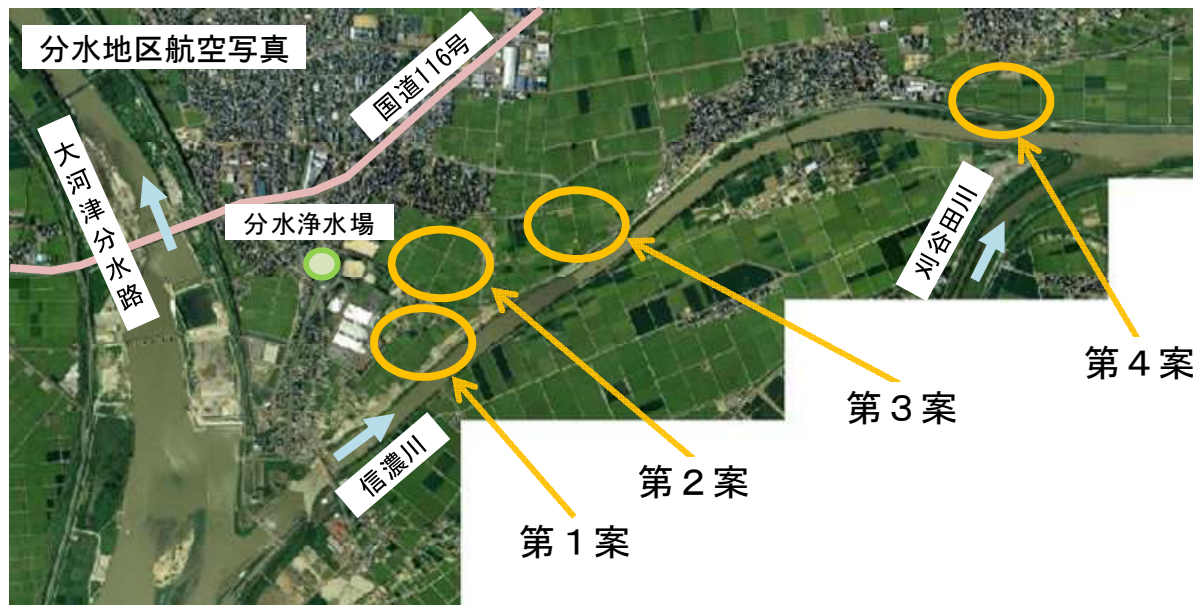 分水地区航空写真
国道116号
大河津分水路
分水浄水場
刈谷田三
信濃川
第４案
第３案
第２案
第１案